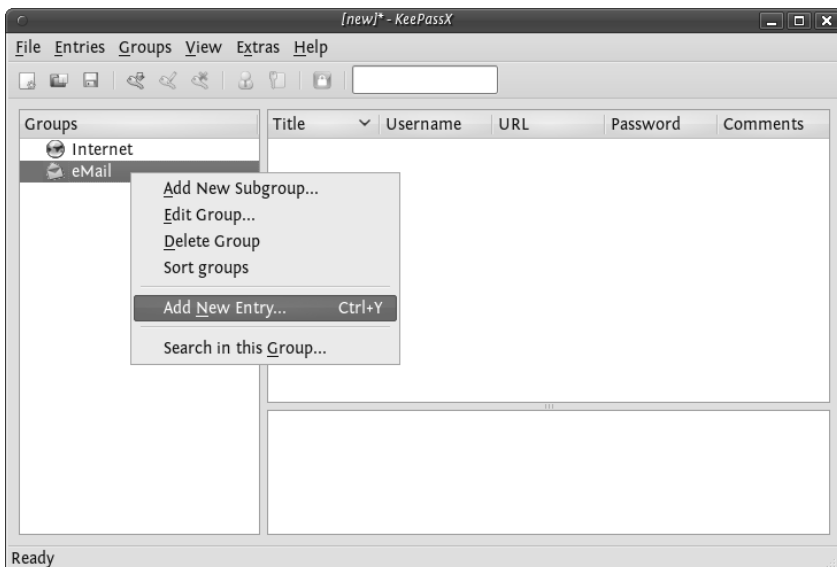 [new]* - KeePassX
File Entries Groups View Extras Help
Groups
Title Username URL Password Comments
Internet
eMail
Add New Subgroup...
Edit Group...
Delete Group
Sort groups
Add New Entry... Ctrl+Y
Search in this Group...
Ready